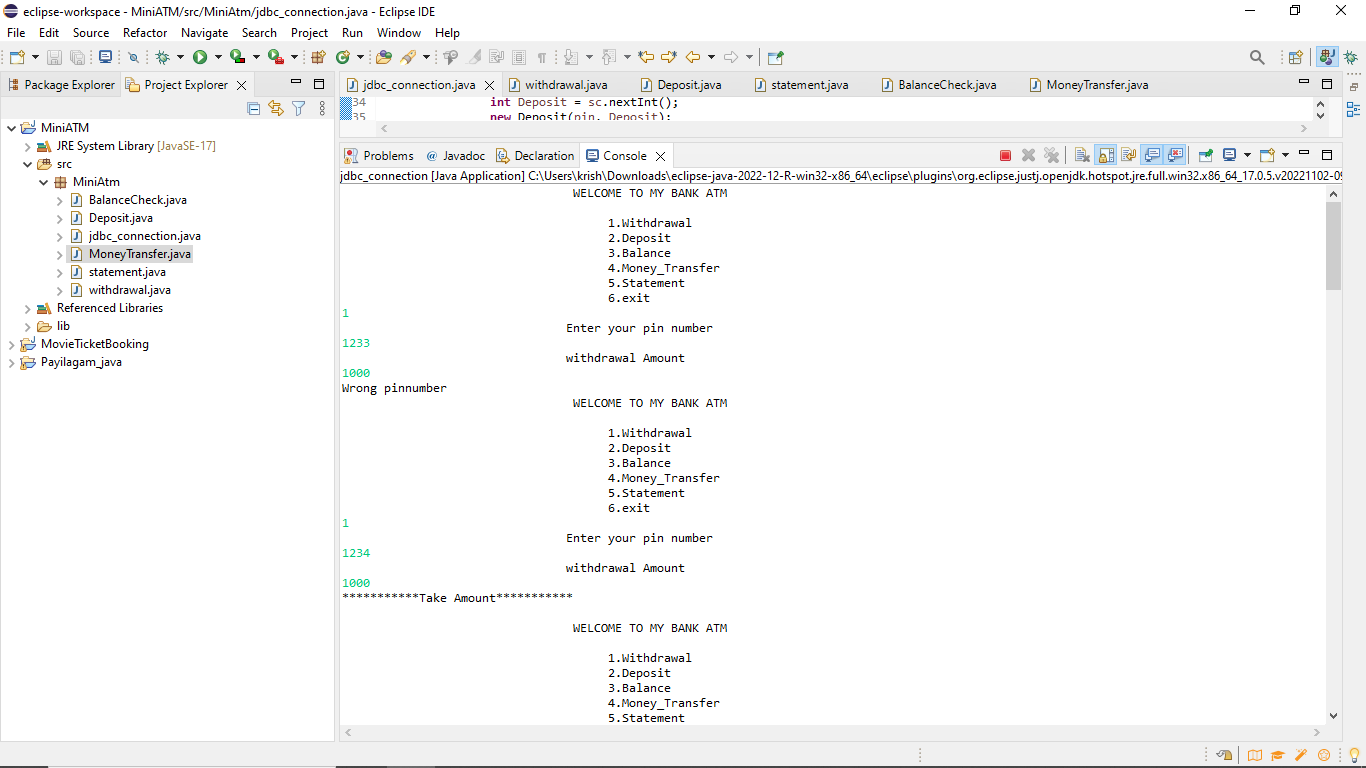 eclipse-workspace - MiniATM/src/MiniAtm/jdbc_connection.java - Eclipse IDE
File Edit Source Refactor Navigate Search Project Run Window Help
Package Explorer Project Explorer
jdbc_connection.java withdrawal.java Deposit.java statement.java BalanceCheck.java MoneyTransfer.java
34 int Deposit = sc.nextInt();
35 new Deposit(pin, Deposit);
MiniATM
JRE System Library [JavaSE-17]
src
MiniAtm
BalanceCheck.java
Deposit.java
jdbc_connection.java
MoneyTransfer.java
statement.java
withdrawal.java
Referenced Libraries
lib
MovieTicketBooking
Payilagam_java
Problems Javadoc Declaration Console
jdbc_connection [Java Application] C:\Users\krish\Downloads\eclipse-java-2022-12-R-win32-x86_64\eclipse\plugins\org.eclipse.justj.openjdk.hotspot.jre.full.win32.x86_64_17.0.5.v20221102-09
WELCOME TO MY BANK ATM
1.Withdrawal
2.Deposit
3.Balance
4.Money_Transfer
5.Statement
6.exit
1
Enter your pin number
1233
withdrawal Amount
1000
Wrong pinnumber
WELCOME TO MY BANK ATM
1.Withdrawal
2.Deposit
3.Balance
4.Money_Transfer
5.Statement
6.exit
1
Enter your pin number
1234
withdrawal Amount
1000
***********Take Amount***********
WELCOME TO MY BANK ATM
1.Withdrawal
2.Deposit
3.Balance
4.Money_Transfer
5.Statement